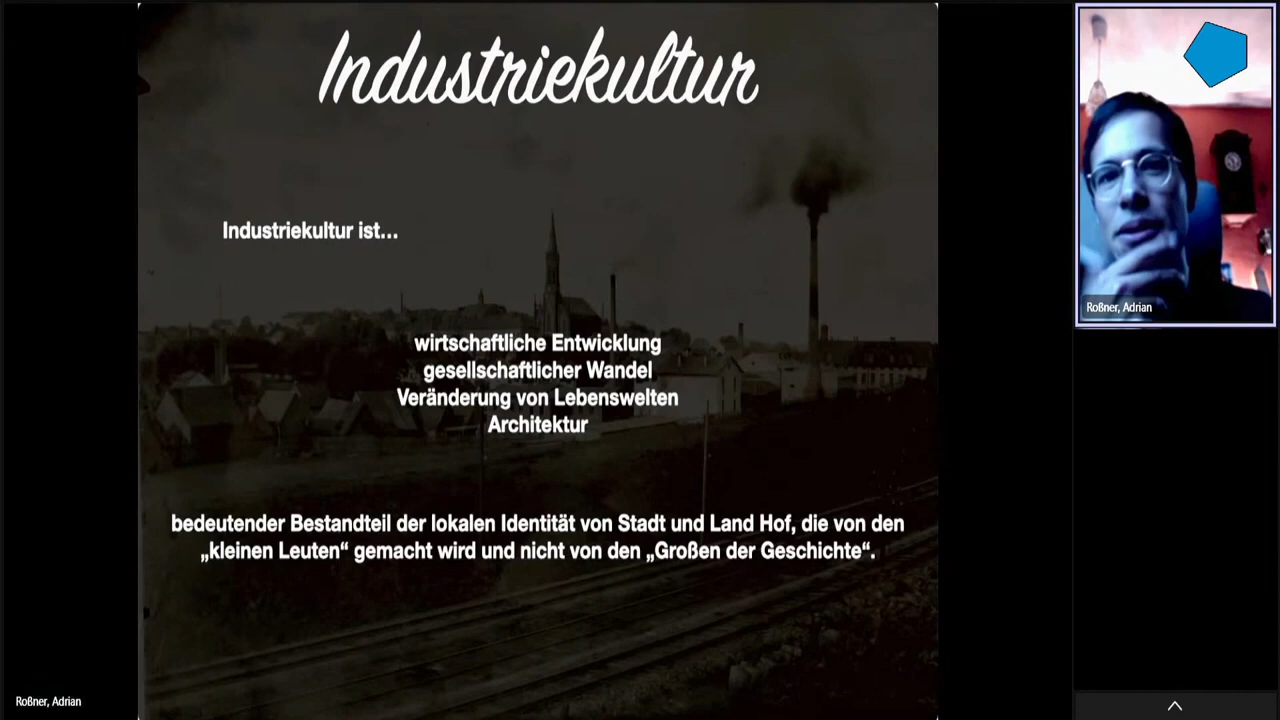 Industriekultur
Industriekultur ist...
wirtschaftliche Entwicklung
gesellschaftlicher Wandel
Veränderung von Lebenswelten
Architektur
bedeutender Bestandteil der lokalen Identität von Stadt und Land Hof, die von den
„kleinen Leuten“ gemacht wird und nicht von den „Großen der Geschichte“.
Roßner, Adrian
Roßner, Adrian